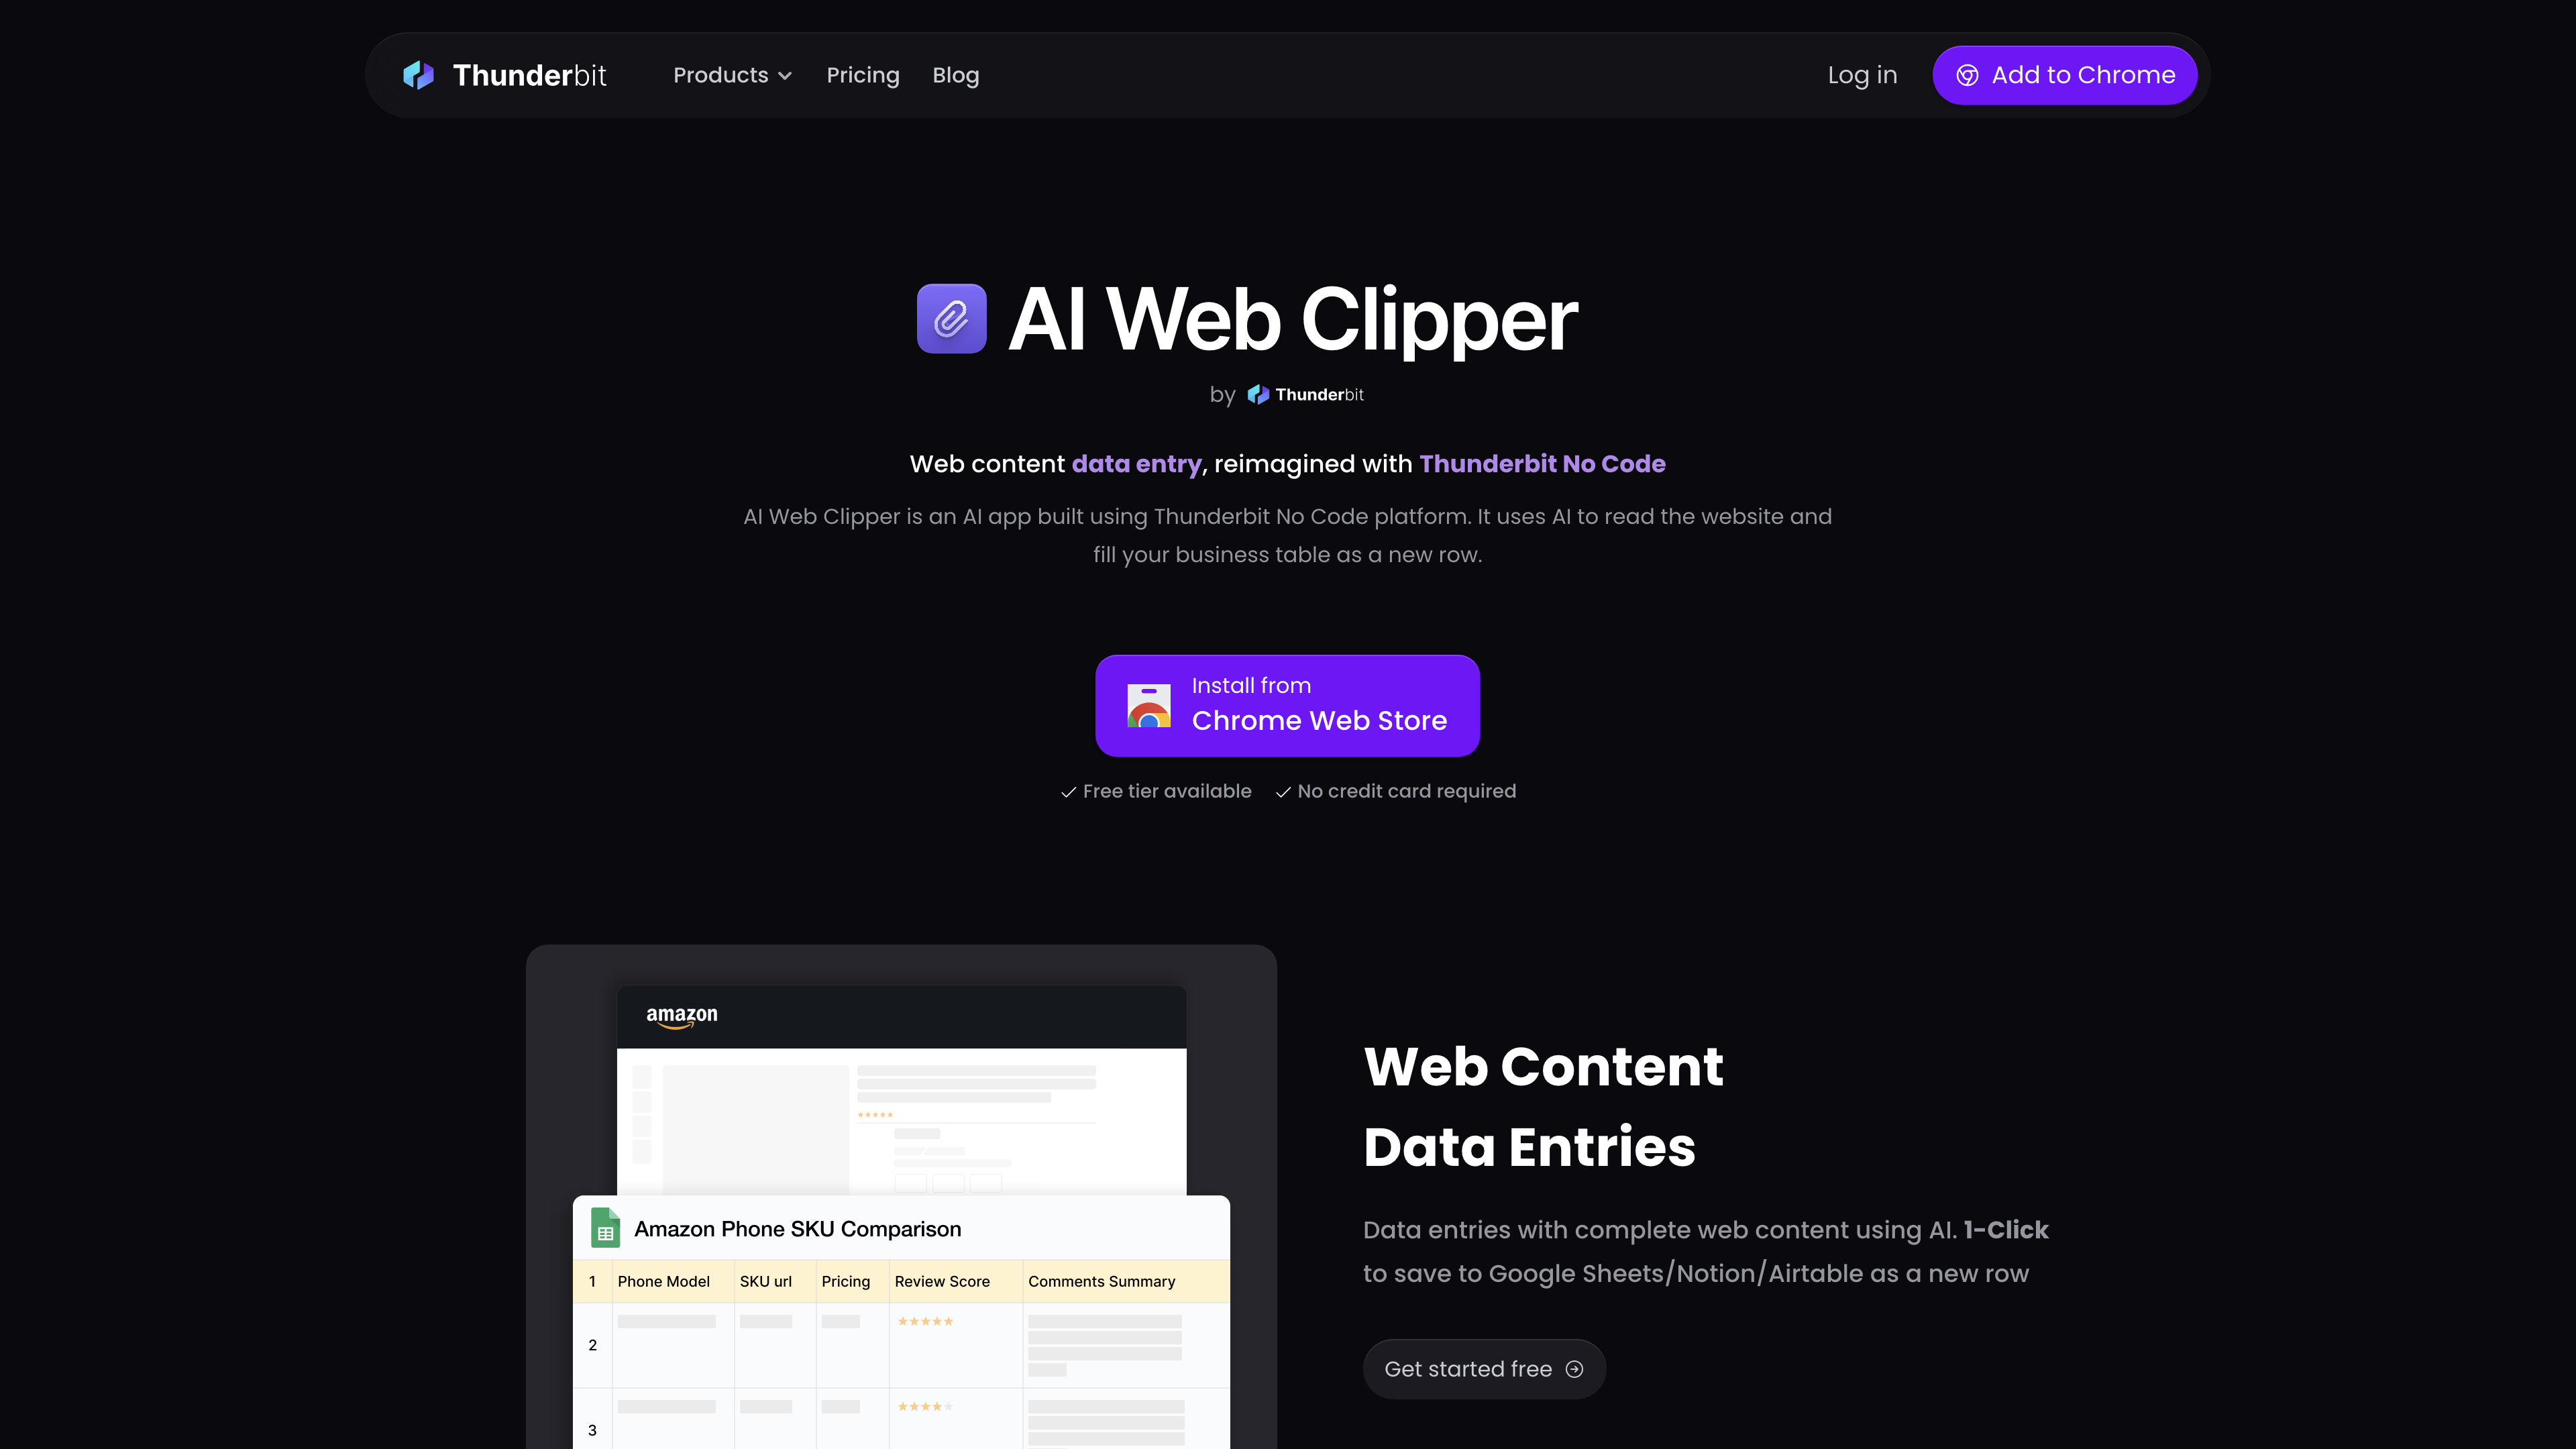 Thunderbit
Products
Pricing
Blog
Log in
Add to Chrome
AI Web Clipper
by Thunderbit
Web content data entry, reimagined with Thunderbit No Code
AI Web Clipper is an AI app built using Thunderbit No Code platform. It uses AI to read the website and
fill your business table as a new row.
Install from
Chrome Web Store
Free tier available
No credit card required
amazon
Amazon Phone SKU Comparison
1 Phone Model SKU url Pricing Review Score Comments Summary
2
3
Web Content
Data Entries
Data entries with complete web content using AI. 1-Click
to save to Google Sheets/Notion/Airtable as a new row
Get started free